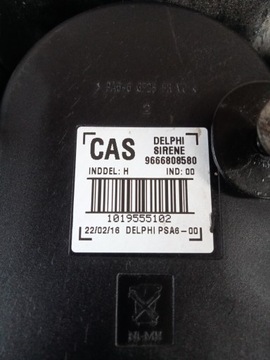 CAS
DELPHI
SIRENE
9666808580
INDDEL: H IND: 00
1019555102
22/02/16 DELPHI PSA6-00